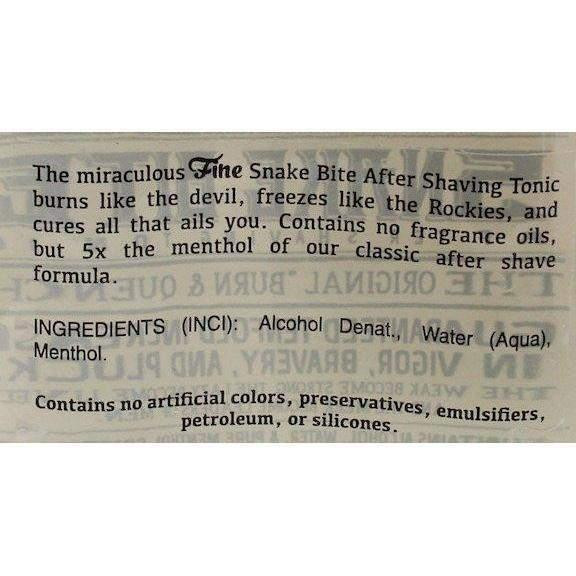 The miraculous Fine Snake Bite After Shaving Tonic
burns like the devil, freezes like the Rockies, and
cures all that ails you. Contains no fragrance oils,
but 5x the menthol of our classic after shave
formula.
INGREDIENTS (INCI): Alcohol Denat., Water (Aqua),
Menthol.
Contains no artificial colors, preservatives, emulsifiers,
petroleum, or silicones.